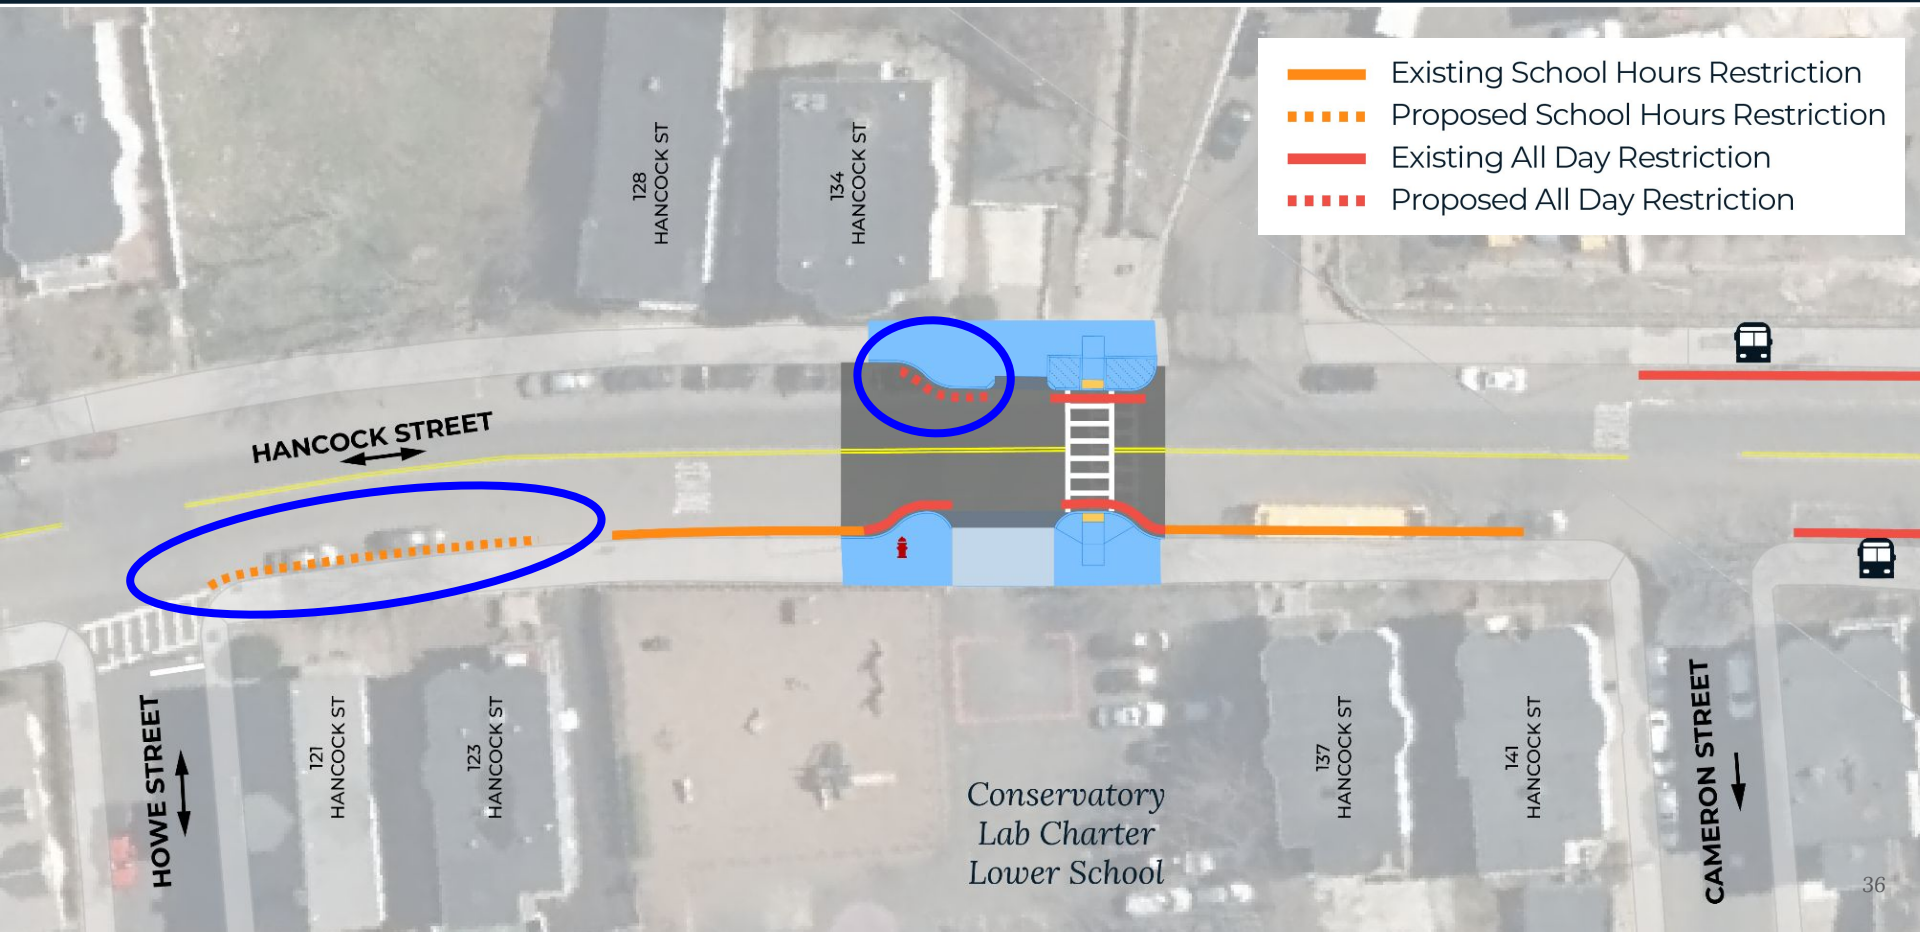 Existing School Hours Restriction
Proposed School Hours Restriction
Existing All Day Restriction
Proposed All Day Restriction
128
HANCOCK ST
134
HANCOCK ST
HANCOCK STREET
HOWE STREET
121
HANCOCK ST
123
HANCOCK ST
Conservatory
Lab Charter
Lower School
137
HANCOCK ST
141
HANCOCK ST
CAMERON STREET
36